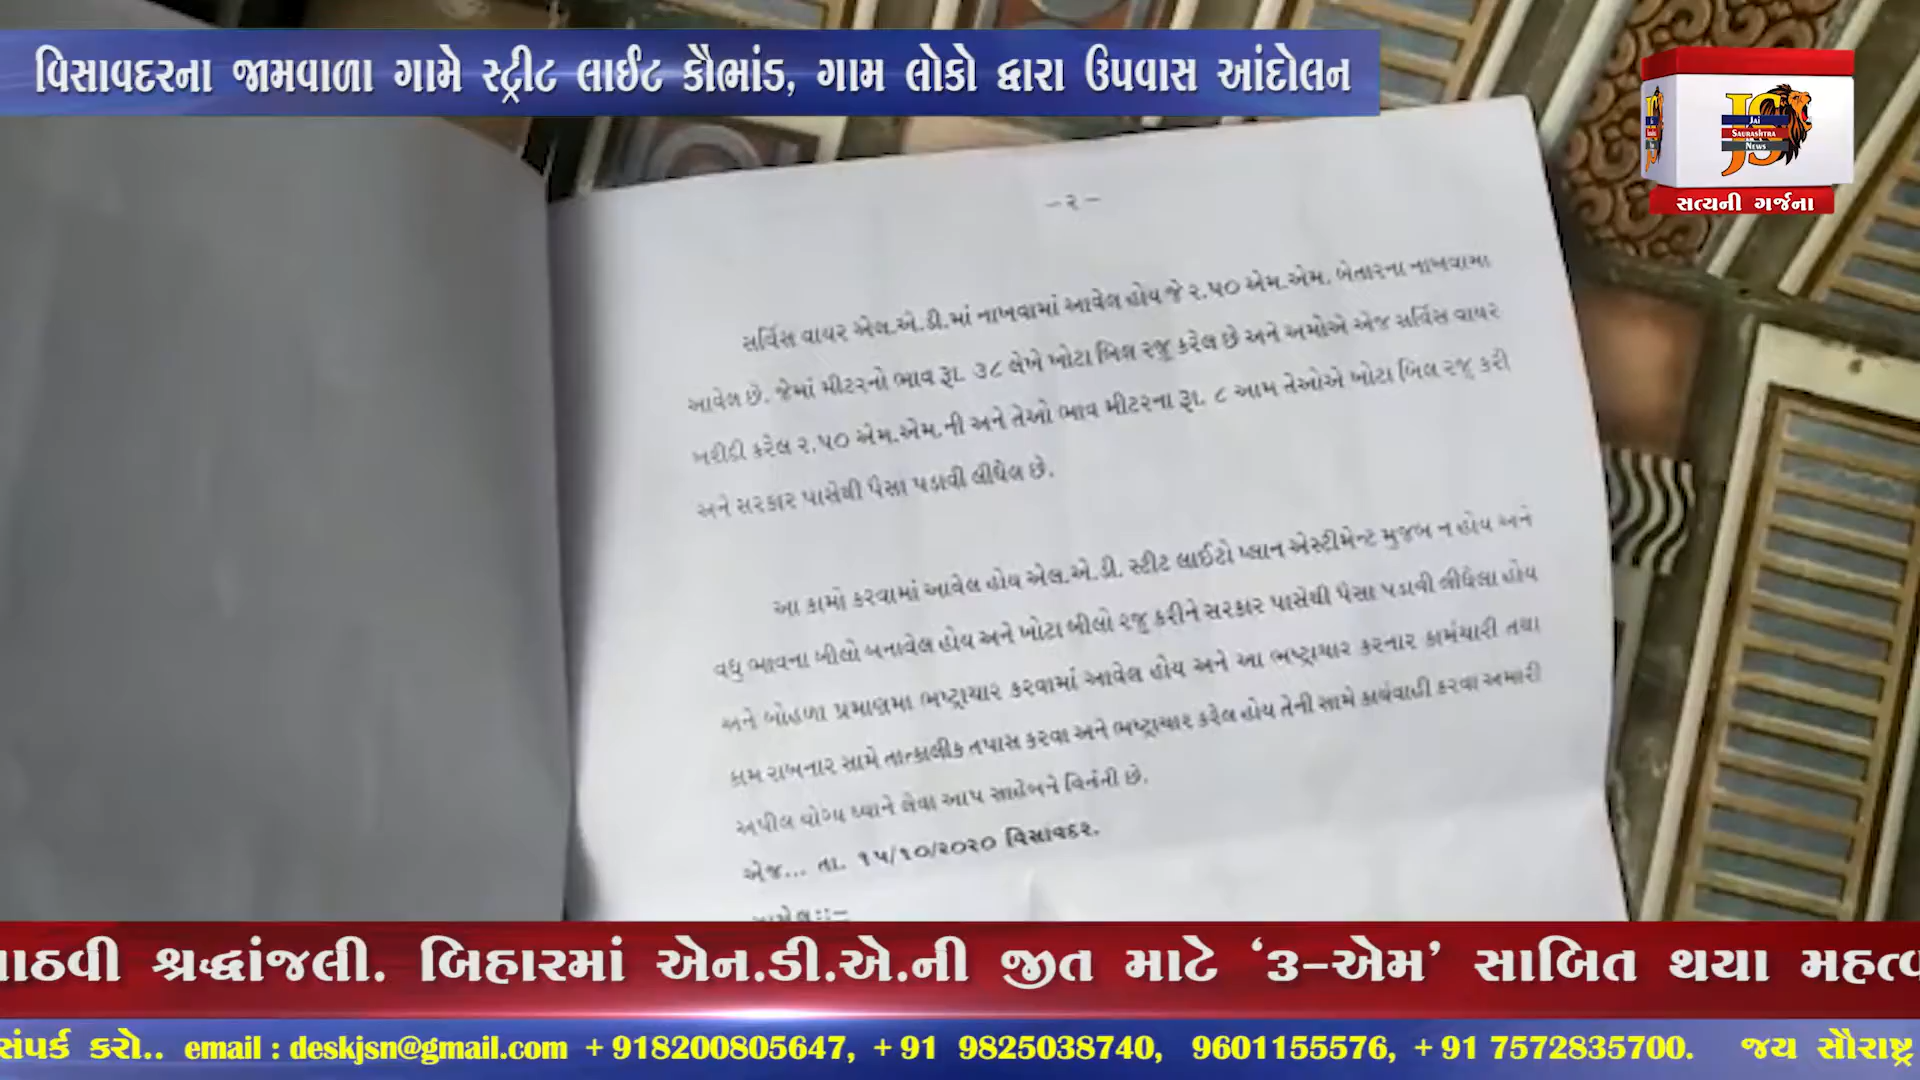 વિસાવદરના જામવાળા ગામે સ્ટ્રીટ લાઈટ કૌભાંડ, ગામ લોકો દ્વારા ઉપવાસ આંદોલન
JS
JAI
SAURASHTRA
NEWS
સત્યની ગર્જના
-૨-
સર્વિસ વાયર એલ.એ.ડી.માં નાખવામાં આવેલ હોય જે ૨.૫૦ એમ.એમ. બેતારના નાખવામા
આવેલ છે. જેમાં મીટરનો ભાવ રૂા. ૩૮ લેખે ખોટા બિલ રજુ કરેલ છે અને અમોએ એજ સર્વિસ વાયર
ખરીદી કરેલ ૨.૫૦ એમ.એમ.ની અને તેઓ ભાવ મીટરના રૂા. ૮ આમ તેઓએ ખોટા બિલ રજુ કરી
અને સરકાર પાસેથી પૈસા પડાવી લીધેલ છે.
આ કામો કરવામાં આવેલ હોય એલ.એ.ડી. સ્ટીટ લાઈટો પ્લાન એસ્ટીમેન્ટ મુજબ ન હોય અને
વધુ ભાવના બીલો બનાવેલ હોય અને ખોટા બીલો રજુ કરીને સરકાર પાસેથી પૈસા પડાવી લીધેલા હોય
અને બોહળા પ્રમાણમા ભષ્ટ્રાચાર કરવામાં આવેલ હોય અને આ ભષ્ટ્રાચાર કરનાર કર્મચારી તથા
કામ રાખનાર સામે તાત્કાલીક તપાસ કરવા અને ભષ્ટ્રાચાર કરેલ હોય તેની સામે કાર્યવાહી કરવા અમારી
અપીલ યોગ્ય ધ્યાને લેવા આપ સાહેબને વિનંતી છે.
એજ... તા. ૧૫/૧૦/૨૦૨૦ વિસાવદર.
ાઠવી શ્રદ્ધાંજલી. બિહારમાં એન.ડી.એ.ની જીત માટે ‘૩-એમ’ સાબિત થયા મહત્વ
સંપર્ક કરો.. email : deskjsn@gmail.com +918200805647, +91 9825038740, 9601155576, +91 7572835700. જય સૌરાષ્ટ્ર